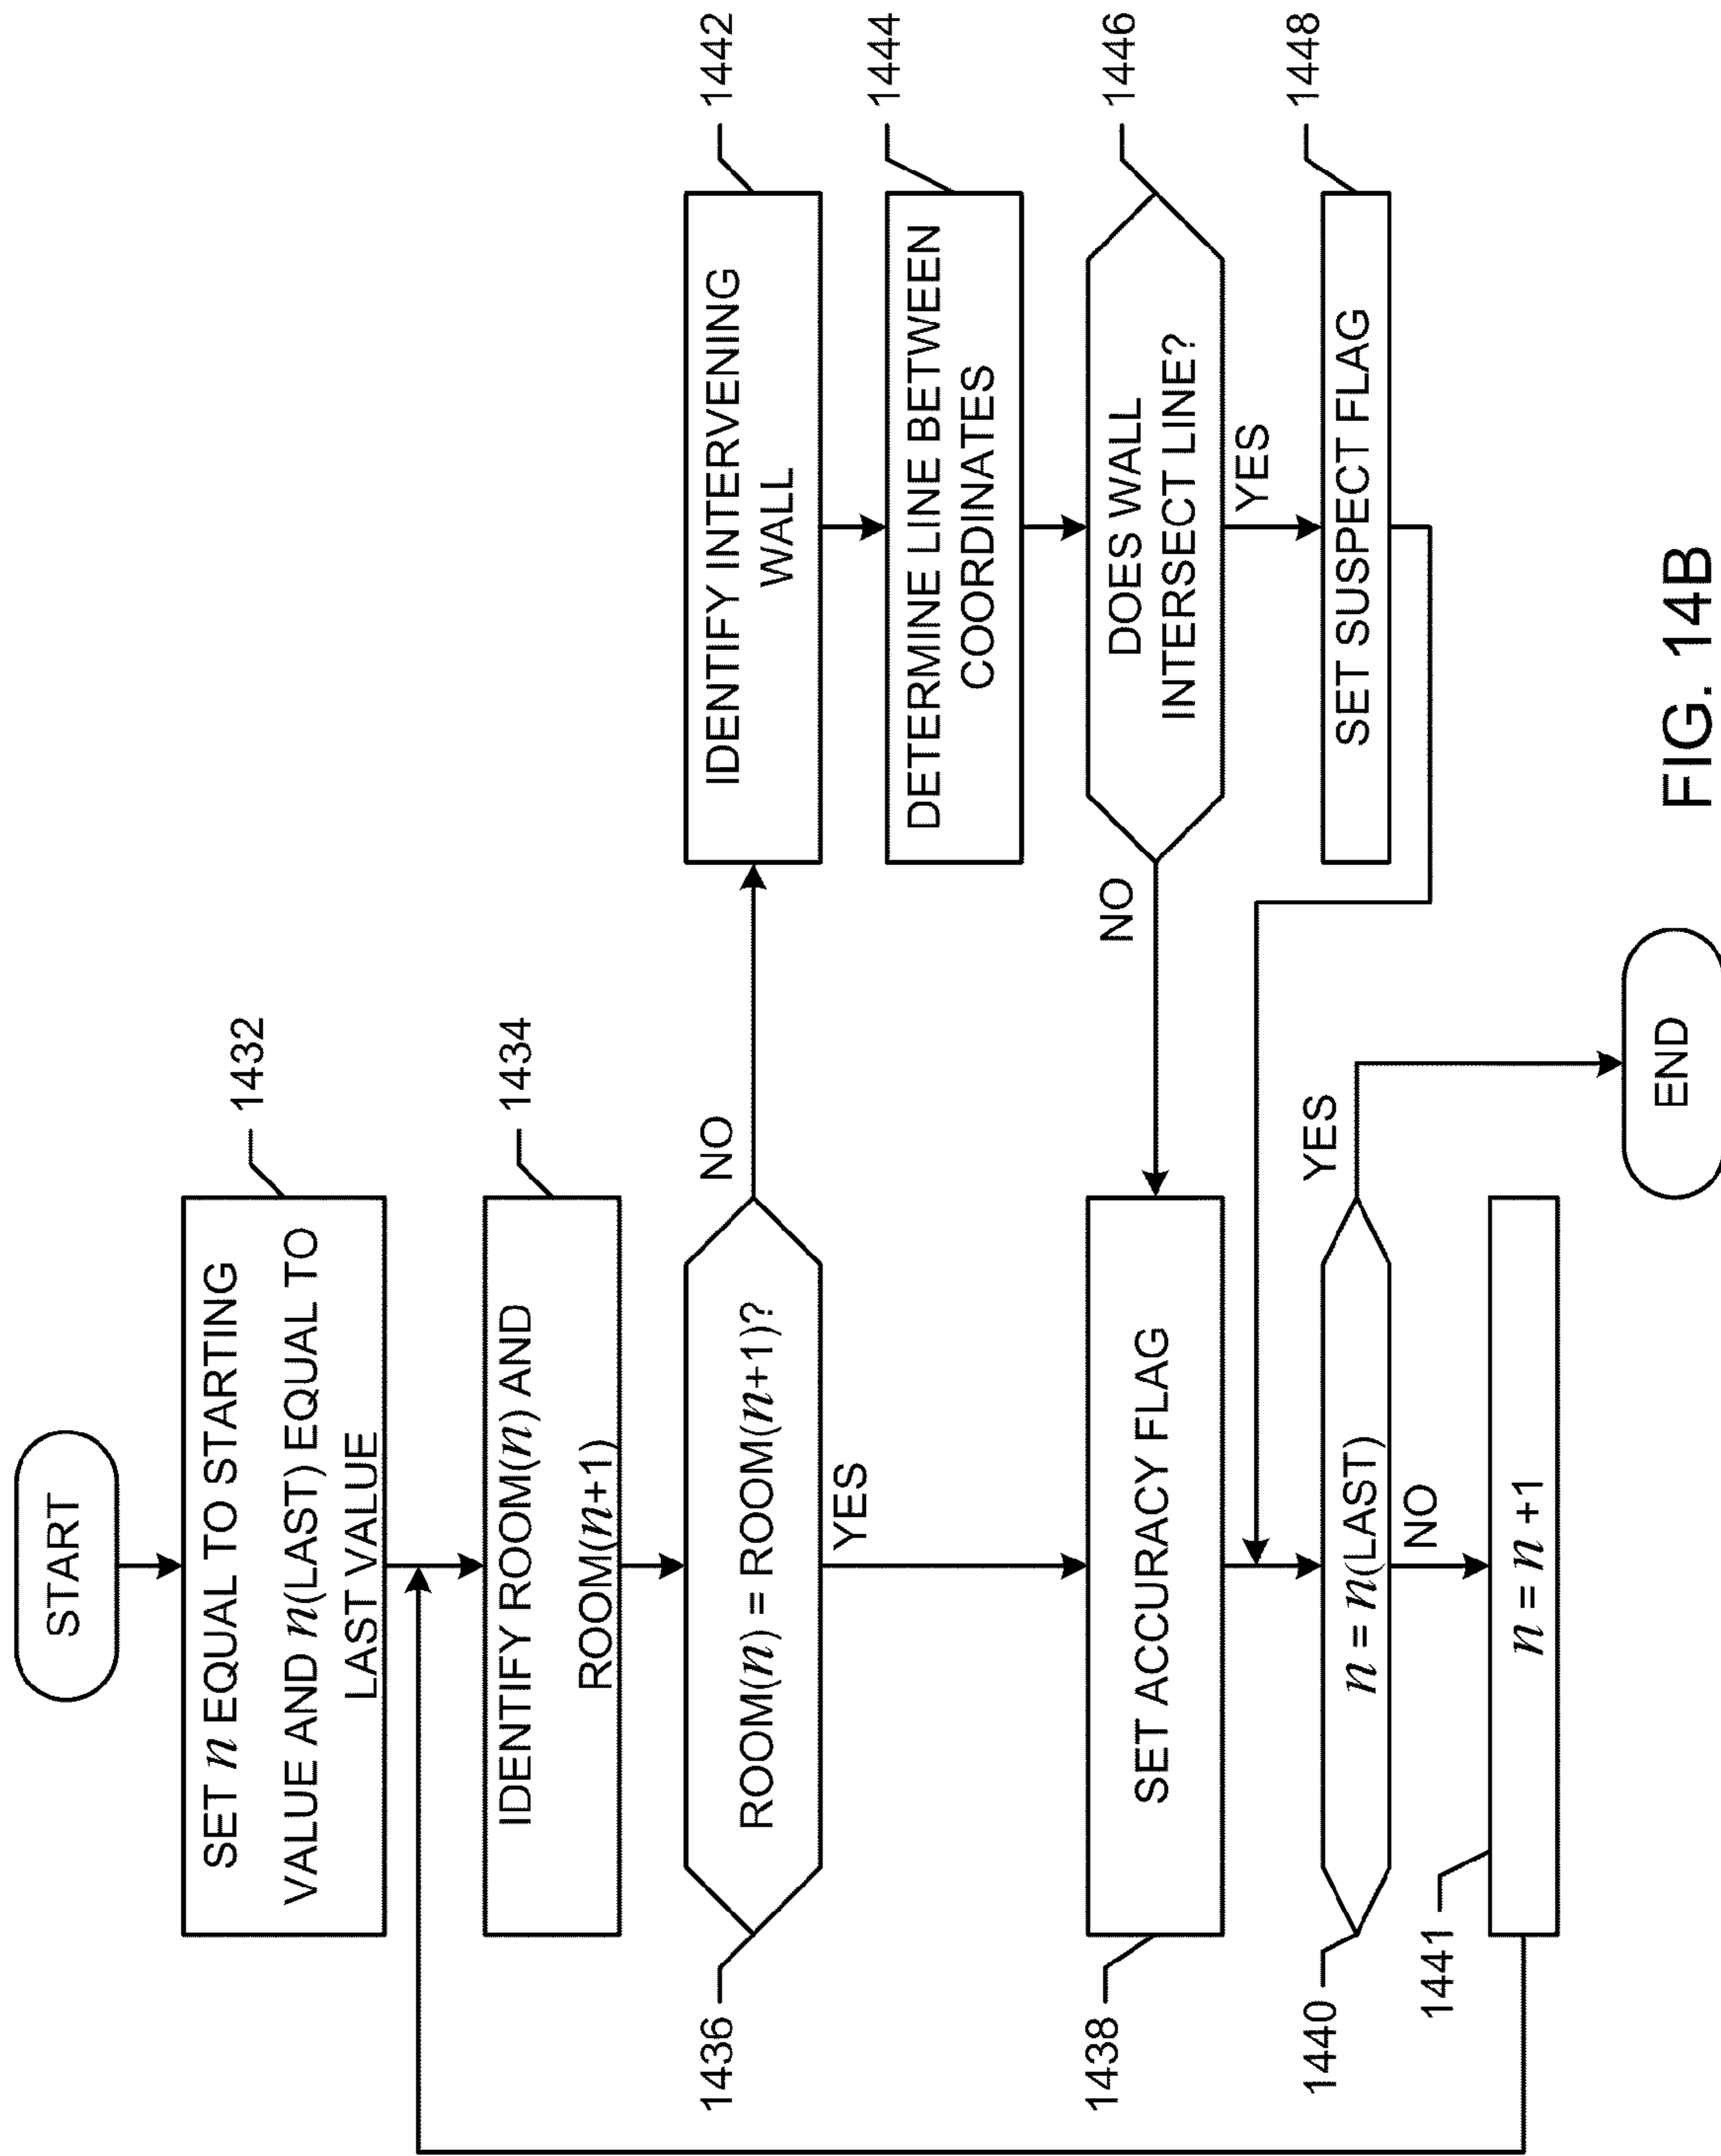 START
SET n EQUAL TO STARTING
VALUE AND n(LAST) EQUAL TO
LAST VALUE
1432
IDENTIFY ROOM(n) AND
ROOM(n+1)
1434
ROOM(n) = ROOM(n+1)?
1436
NO
YES
IDENTIFY INTERVENING
WALL
1442
DETERMINE LINE BETWEEN
COORDINATES
1444
DOES WALL
INTERSECT LINE?
1446
NO
YES
SET SUSPECT FLAG
1448
SET ACCURACY FLAG
1438
n = n(LAST)
1440
YES
NO
n = n +1
1441
END
FIG. 14B